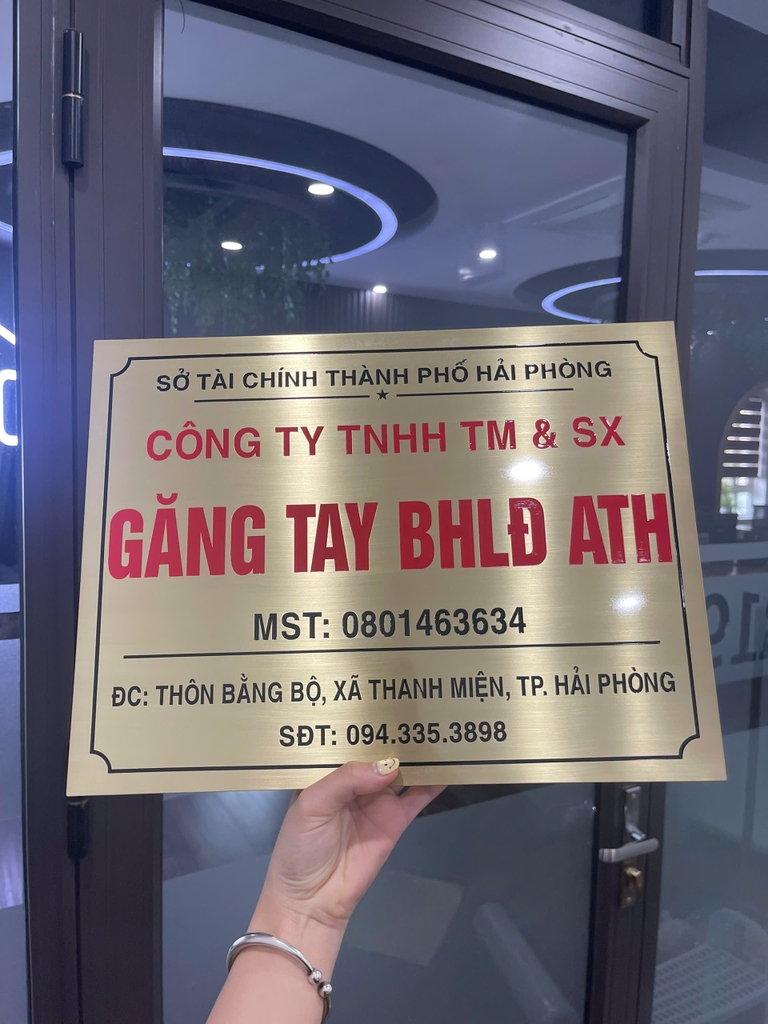 SỞ TÀI CHÍNH THÀNH PHỐ HẢI PHÒNG
CÔNG TY TNHH TM & SX
GĂNG TAY BHLĐ ATH
MST: 0801463634
ĐC: THÔN BẰNG BỘ, XÃ THANH MIỆN, TP. HẢI PHÒNG
SĐT: 094.335.3898